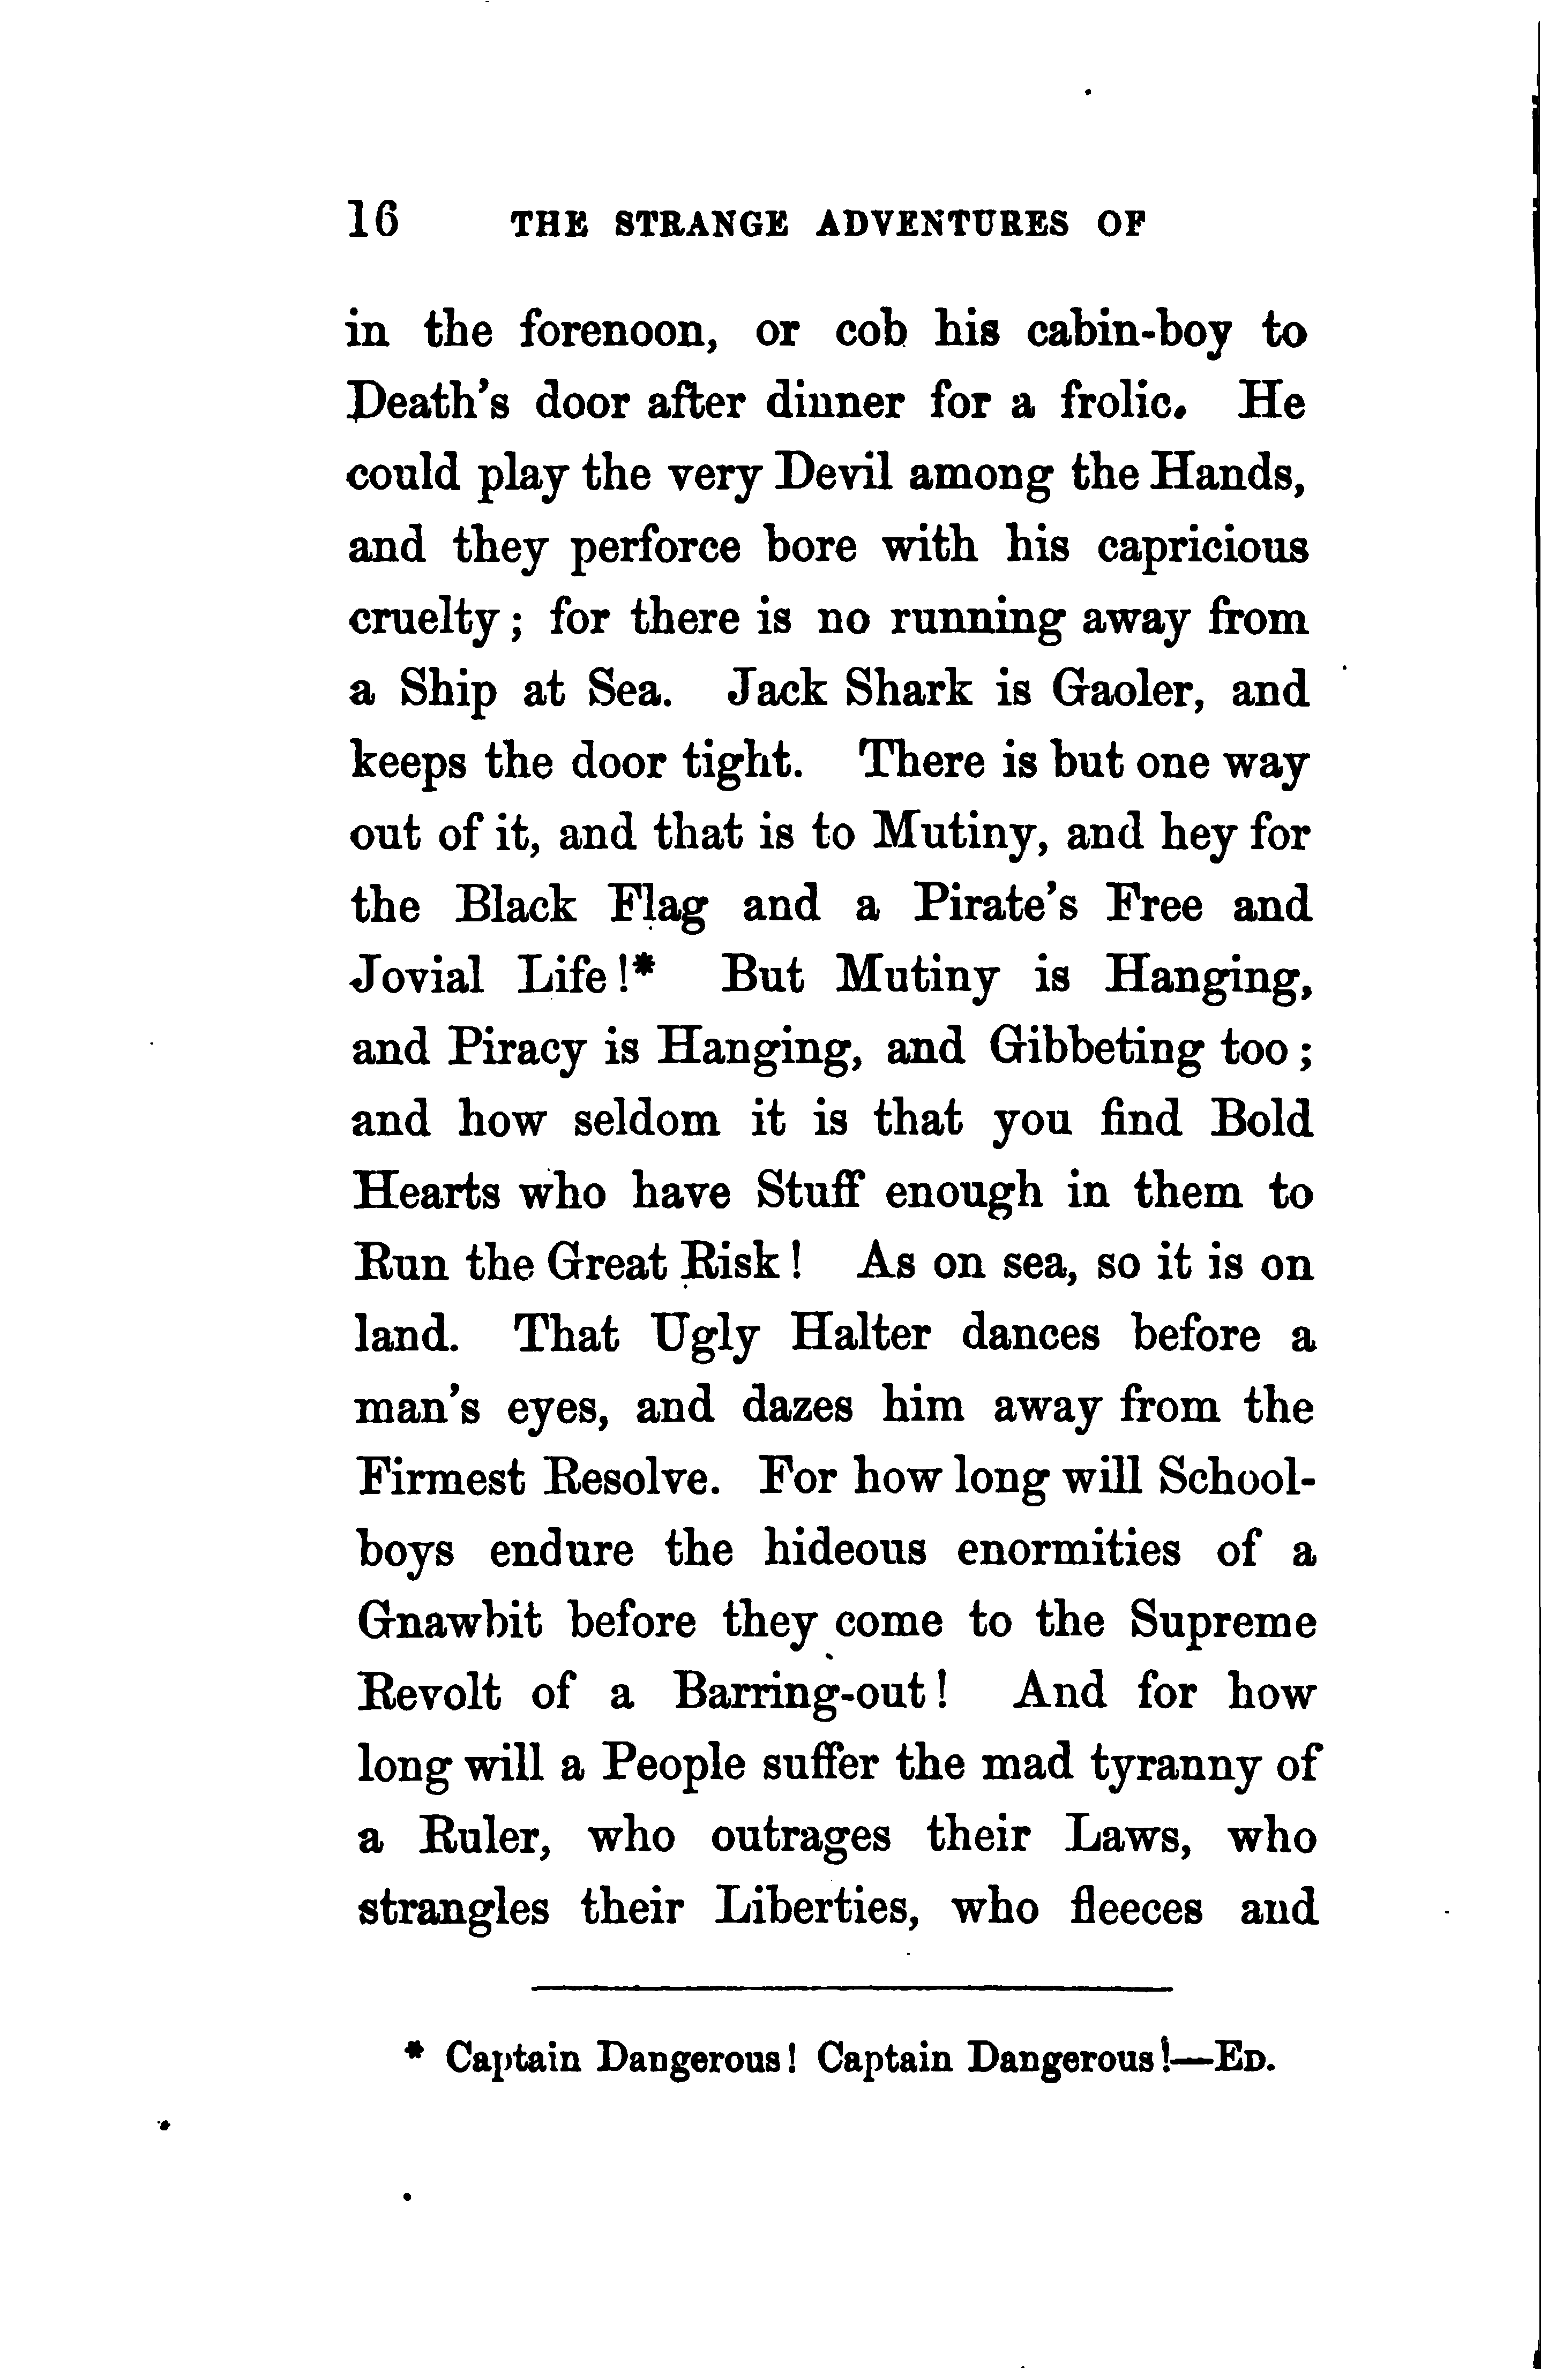 16 THE STRANGE ADVENTURES OF
in the forenoon, or cob his cabin-boy to
Death's door after dinner for a frolic. He
could play the very Devil among the Hands,
and they perforce bore with his capricious
cruelty; for there is no running away from
a Ship at Sea. Jack Shark is Gaoler, and
keeps the door tight. There is but one way
out of it, and that is to Mutiny, and hey for
the Black Flag and a Pirate's Free and
Jovial Life!* But Mutiny is Hanging,
and Piracy is Hanging, and Gibbeting too;
and how seldom it is that you find Bold
Hearts who have Stuff enough in them to
Run the Great Risk! As on sea, so it is on
land. That Ugly Halter dances before a
man's eyes, and dazes him away from the
Firmest Resolve. For how long will School-
boys endure the hideous enormities of a
Gnawbit before they come to the Supreme
Revolt of a Barring-out! And for how
long will a People suffer the mad tyranny of
a Ruler, who outrages their Laws, who
strangles their Liberties, who fleeces and
* Captain Dangerous! Captain Dangerous!—ED.